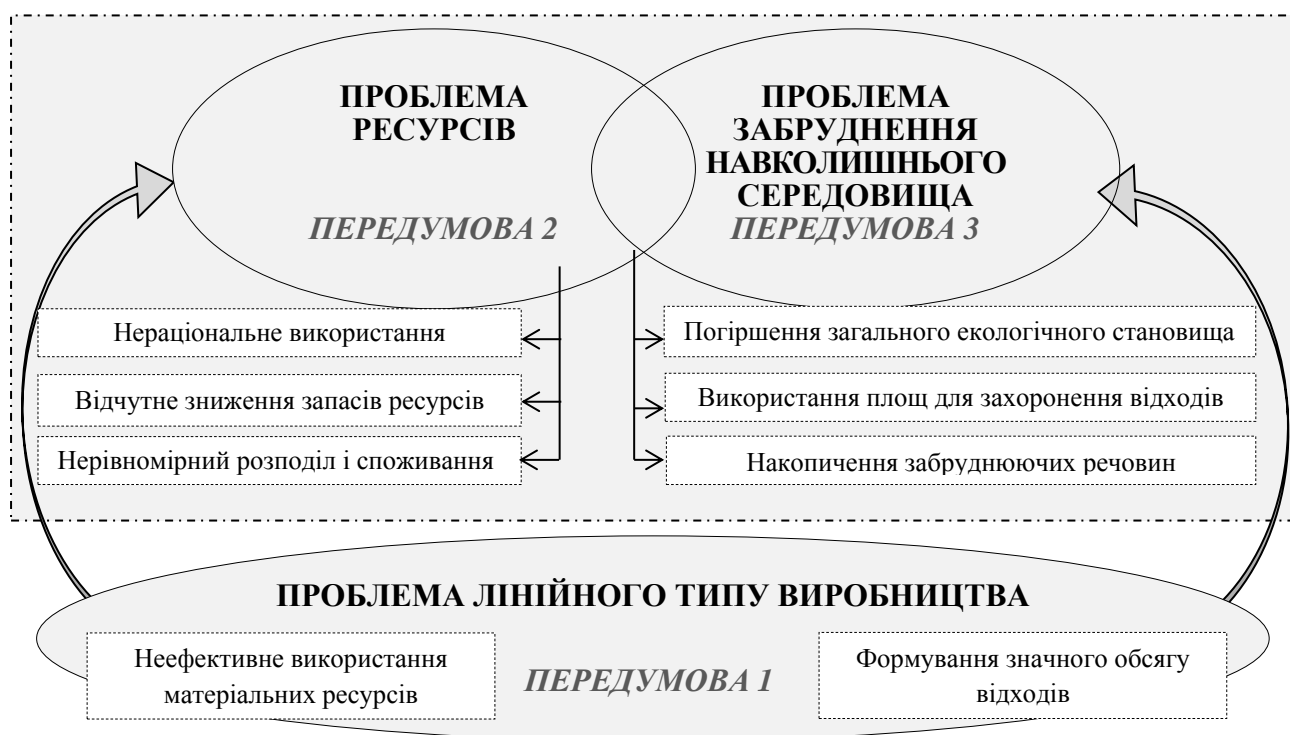 ПРОБЛЕМА
РЕСУРСІВ
ПЕРЕДУМОВА 2
ПРОБЛЕМА
ЗАБРУДНЕННЯ
НАВКОЛИШНЬОГО
СЕРЕДОВИЩА
ПЕРЕДУМОВА 3
Нераціональне використання
Відчутне зниження запасів ресурсів
Нерівномірний розподіл і споживання
Погіршення загального екологічного становища
Використання площ для захоронення відходів
Накопичення забруднюючих речовин
ПРОБЛЕМА ЛІНІЙНОГО ТИПУ ВИРОБНИЦТВА
Неефективне використання
матеріальних ресурсів
ПЕРЕДУМОВА 1
Формування значного обсягу
відходів